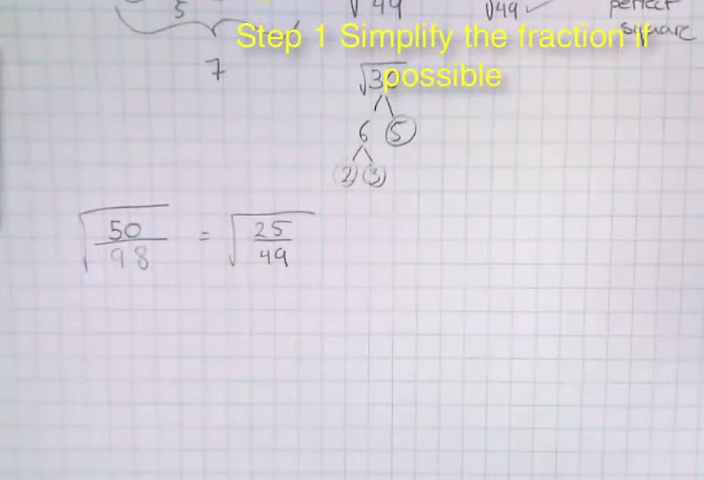 5 √49 √49 ✓ perfect
Step 1 Simplify the fraction if
square
7 √30
possible
6 5
2 3
√50/98 = √25/49